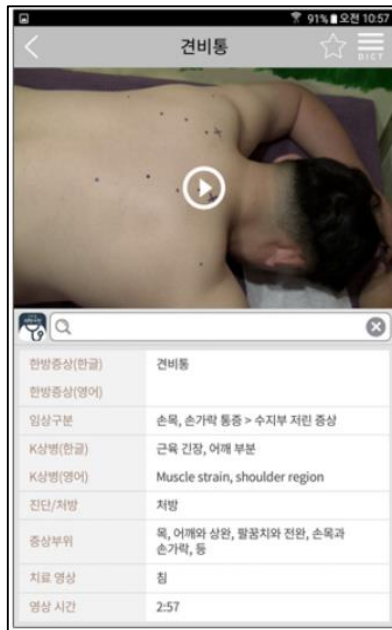 91% 오전 10:57
견비통
DICT
한방증상(한글) 견비통
한방증상(영어)
임상구분 손목, 손가락 통증 > 수지부 저린 증상
K상병(한글) 근육 긴장, 어깨 부분
K상병(영어) Muscle strain, shoulder region
진단/처방 처방
증상부위 목, 어깨와 상완, 팔꿈치와 전완, 손목과
손가락, 등
치료 영상 침
영상 시간 2:57